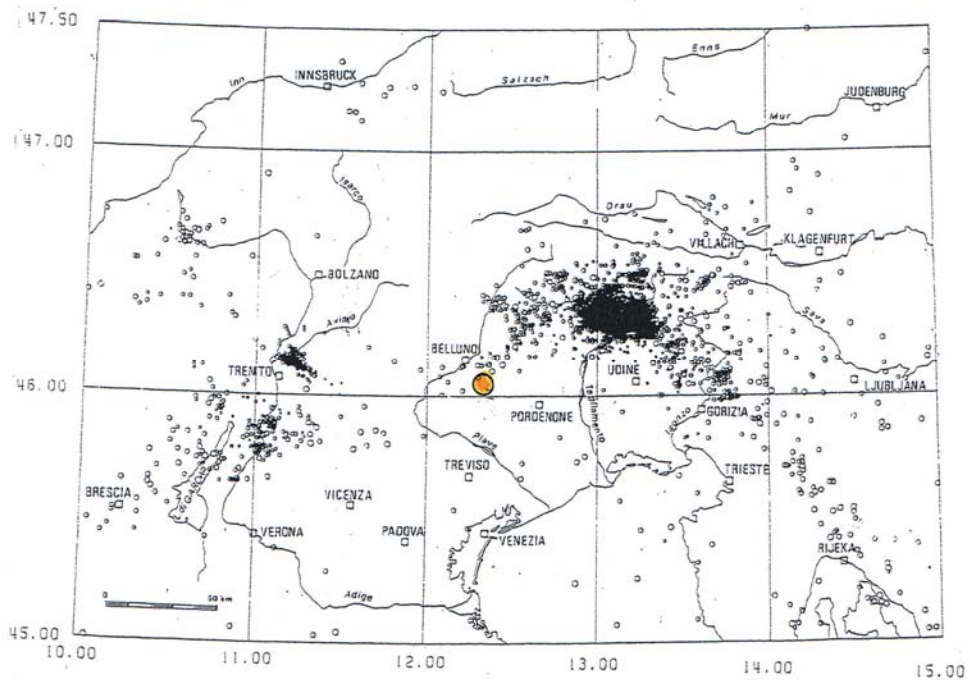 47.50
Enns
INNSBRUCK
Inn
Salzach
JUDENBURG
Mur
47.00
Isarco
Drau
VILLACH
KLAGENFURT
BOLZANO
Avisio
Sava
BELLUNO
TRENTO
UDINE
LJUBLJANA
46.00
PORDENONE
GORIZIA
Tagliamento
Isonzo
Piave
TREVISO
TRIESTE
BRESCIA
GARDA
VICENZA
PADOVA
VERONA
VENEZIA
RIJEKA
0 50 km
Adige
45.00
10.00 11.00 12.00 13.00 14.00 15.00